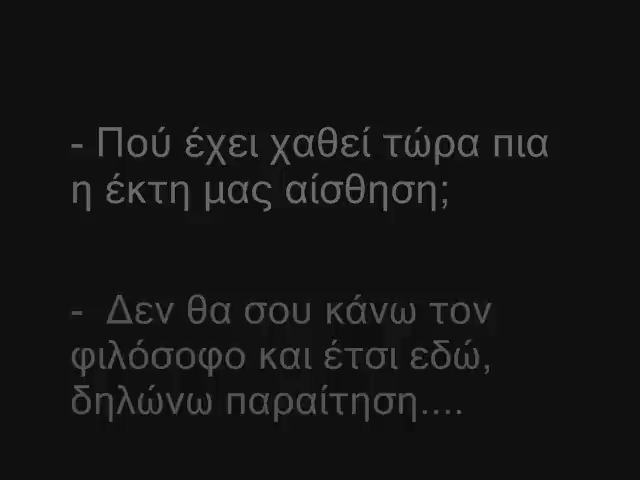 - Πού έχει χαθεί τώρα πια
η έκτη μας αίσθηση;
- Δεν θα σου κάνω τον
φιλόσοφο και έτσι εδώ,
δηλώνω παραίτηση....